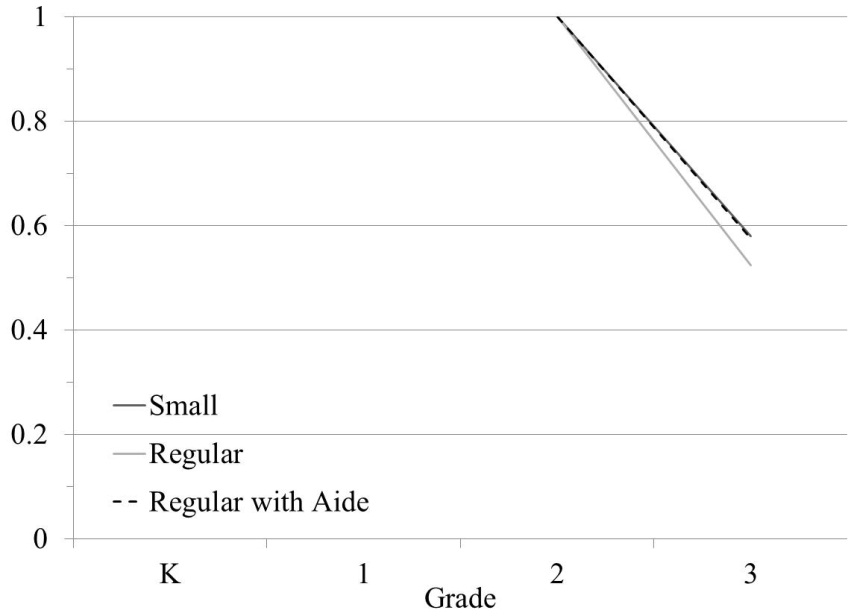 1
0.8
0.6
0.4
0.2
0
Small
Regular
Regular with Aide
K 1 2 3
Grade